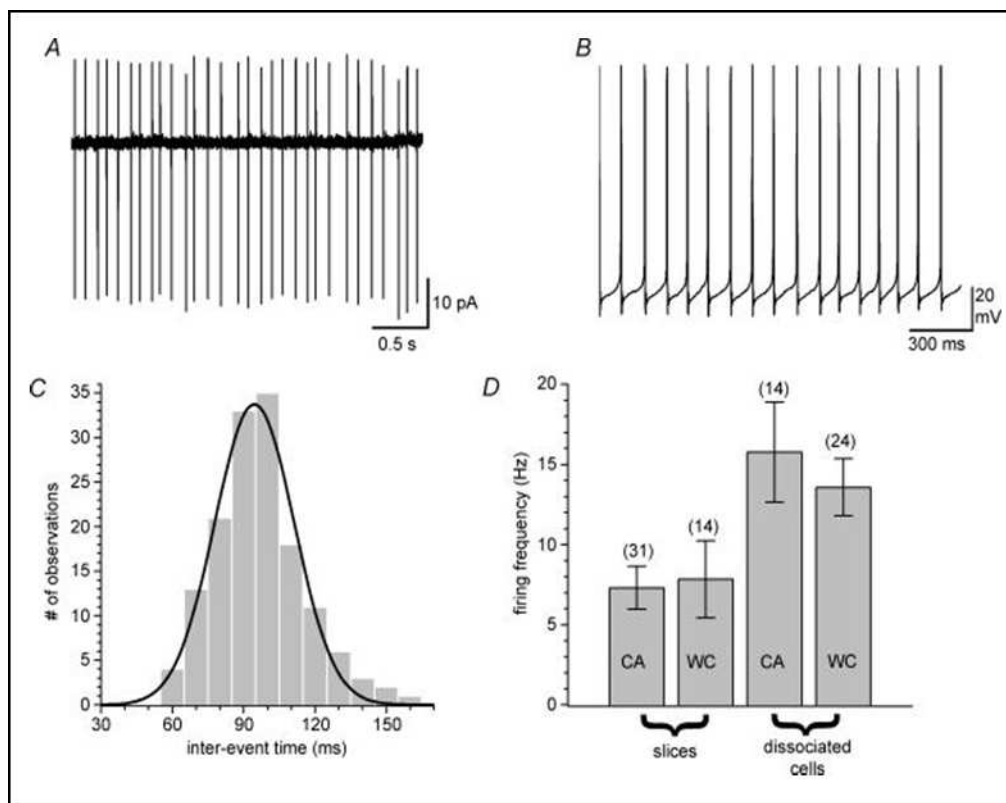 A
10 pA
0.5 s
B
20
mV
300 ms
C
# of observations
35
30
25
20
15
10
5
0
30 60 90 120 150
inter-event time (ms)
D
firing frequency (Hz)
20
15
10
5
0
(31)
(14)
(14)
(24)
CA WC CA WC
slices
dissociated
cells